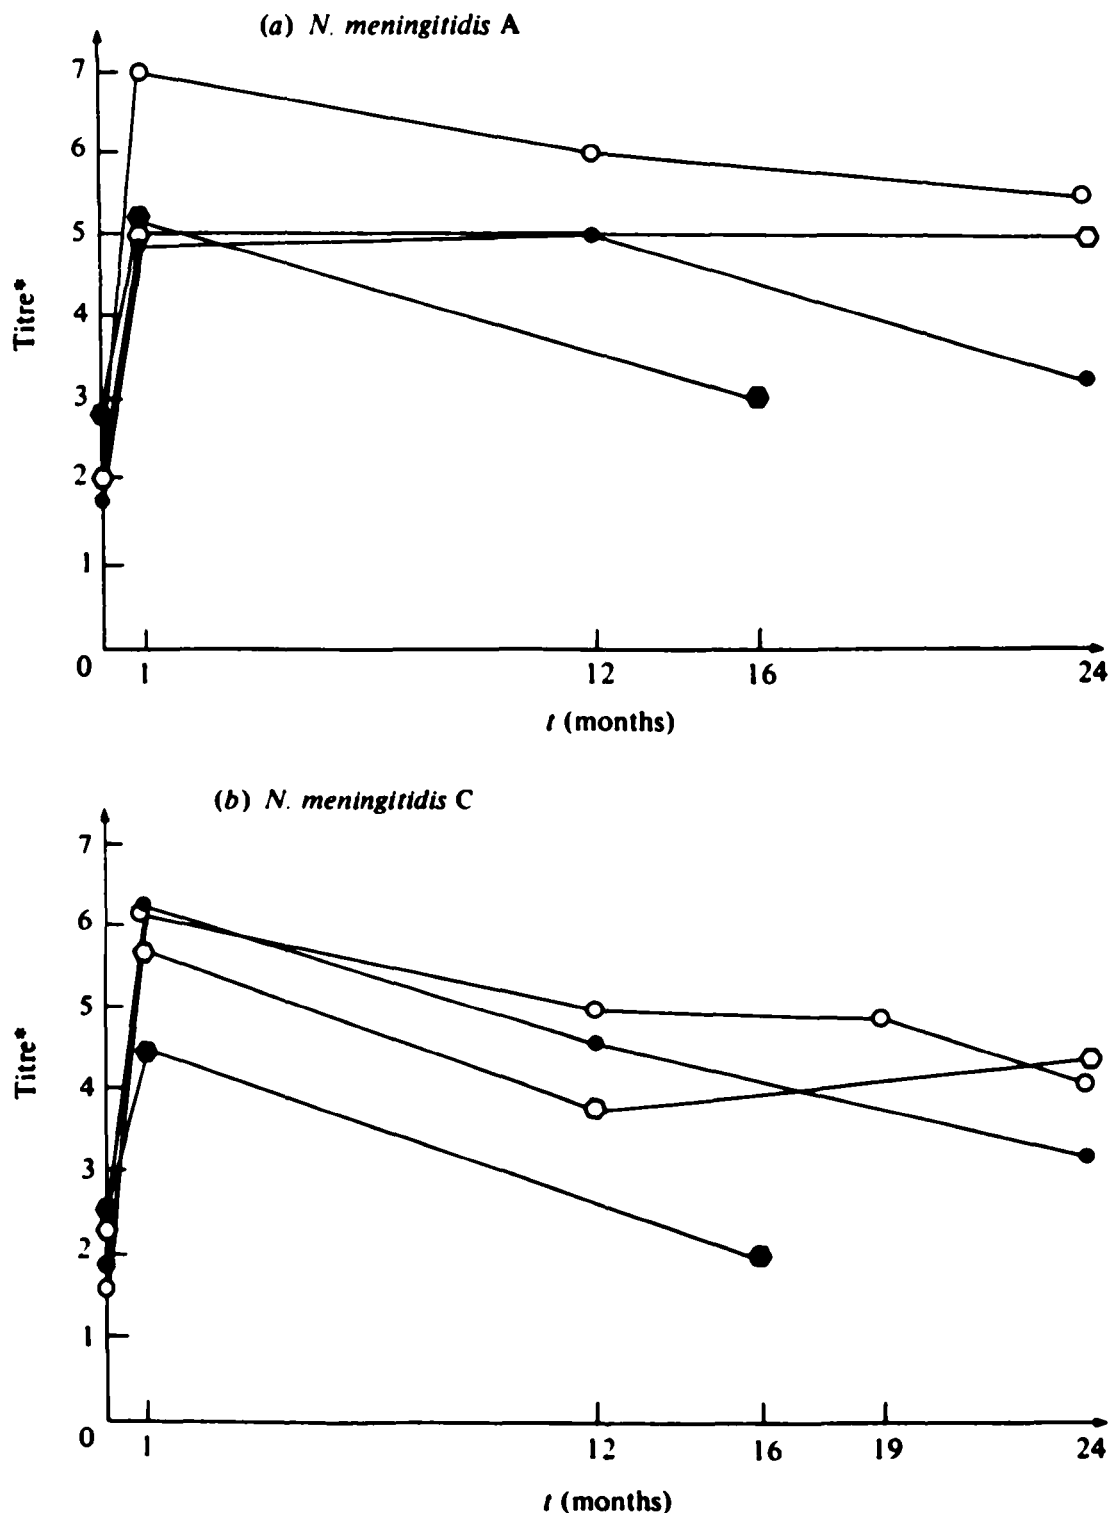 (a) N. meningitidis A
7
6
5
4
3
2
1
0
Titre*
1 12 16 24
t (months)
(b) N. meningitidis C
7
6
5
4
3
2
1
0
Titre*
1 12 16 19 24
t (months)